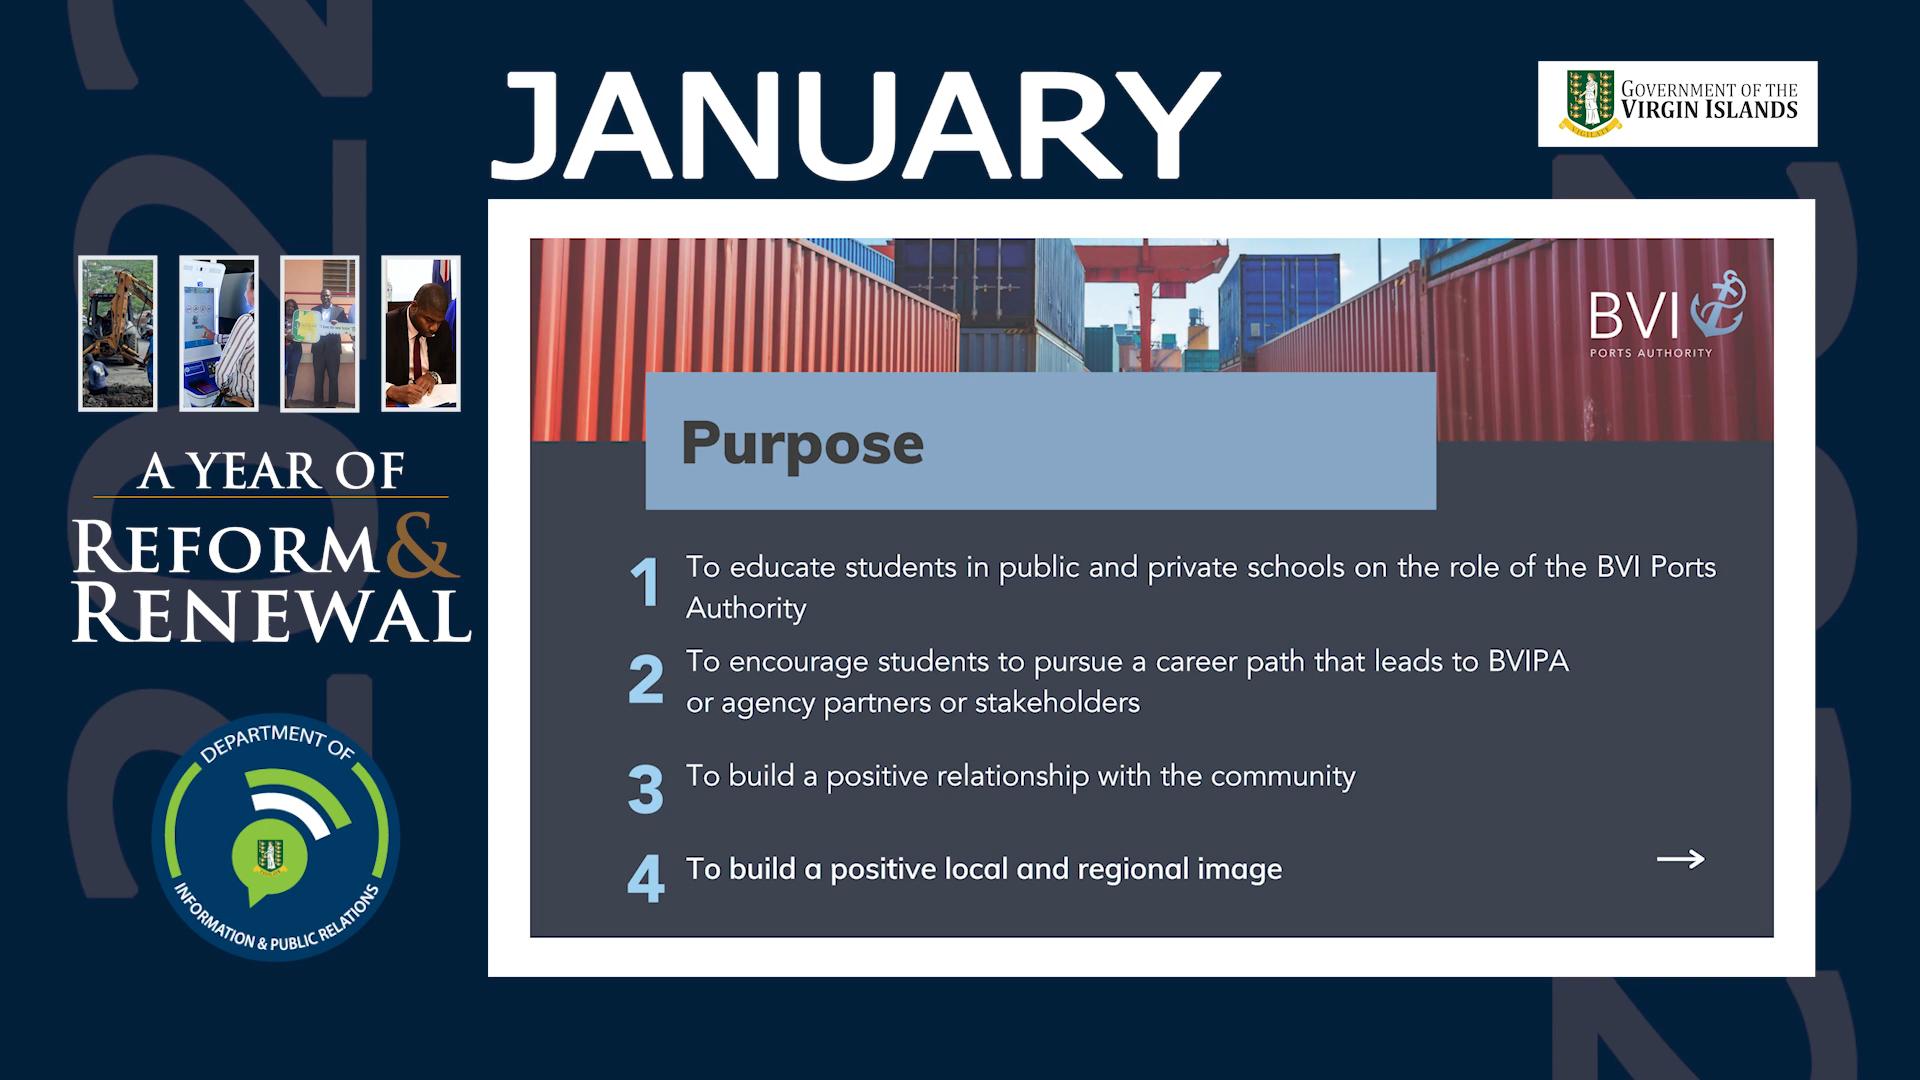 JANUARY
GOVERNMENT OF THE
VIRGIN ISLANDS
VIGILATE
A YEAR OF
REFORM &
RENEWAL
DEPARTMENT OF
INFORMATION & PUBLIC RELATIONS
BVI
PORTS AUTHORITY
Purpose
1 To educate students in public and private schools on the role of the BVI Ports
Authority
2 To encourage students to pursue a career path that leads to BVIPA
or agency partners or stakeholders
3 To build a positive relationship with the community
4 To build a positive local and regional image